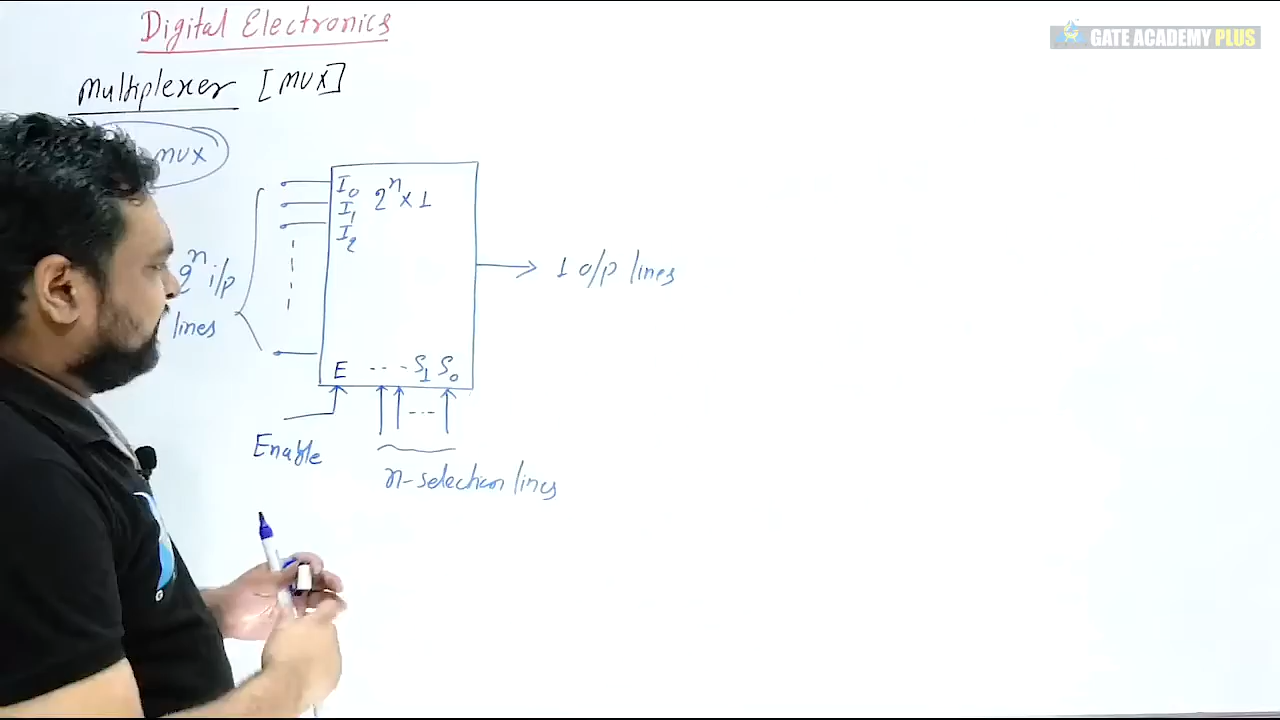 Digital Electronics
GATE ACADEMY PLUS
Multiplexer [MUX]
MUX
I0
I1
I2
2^n × 1
2^n i/p
lines
1 o/p lines
E --- S1 S0
Enable
n-selection lines